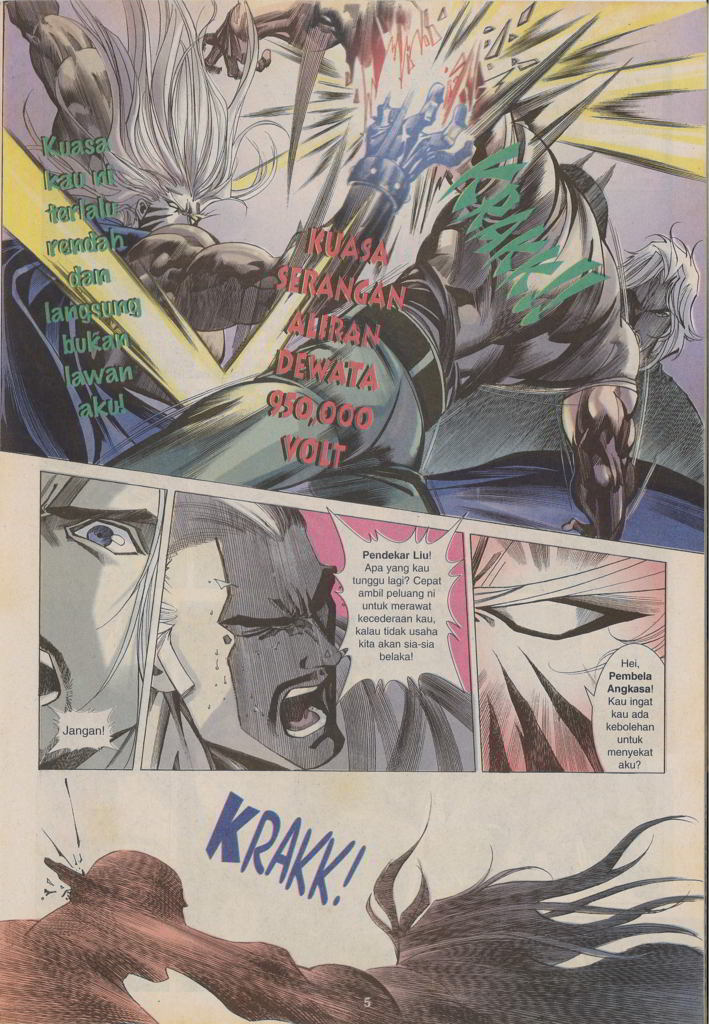 Kuasa
kau ni
terlalu
rendah
dan
langsung
bukan
lawan
aku!
KUASA
SERANGAN
ALIRAN
DEWATA
950,000
VOLT
KRAKK!!
Jangan!
Pendekar Liu!
Apa yang kau
tunggu lagi? Cepat
ambil peluang ni
untuk merawat
kecederaan kau,
kalau tidak usaha
kita akan sia-sia
belaka!
Hei,
Pembela
Angkasa!
Kau ingat
kau ada
kebolehan
untuk
menyekat
aku?
KRAKK!
5